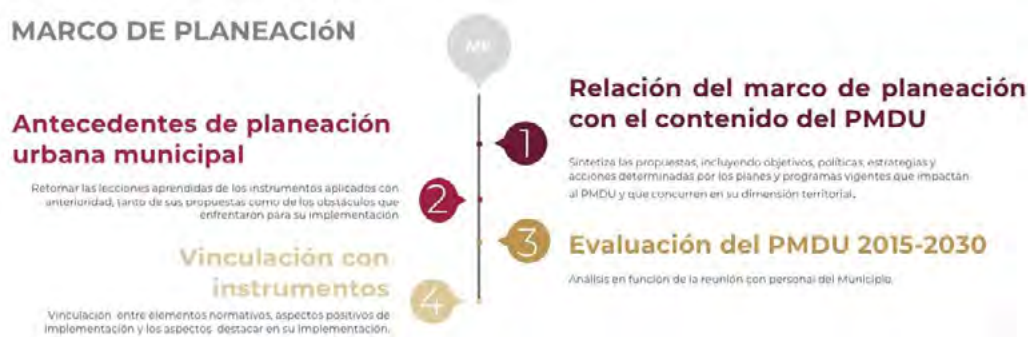 MARCO DE PLANEACIóN
MP
1
Relación del marco de planeación
con el contenido del PMDU
Sintetiza las propuestas, incluyendo objetivos, políticas, estrategias y
acciones determinadas por los planes y programas vigentes que impactan
al PMDU y que concurren en su dimensión territorial.
Antecedentes de planeación
urbana municipal
Retomar las lecciones aprendidas de los instrumentos aplicados con
anterioridad, tanto de sus propuestas como de los obstáculos que
enfrentaron para su implementación
2
3
Evaluación del PMDU 2015-2030
Análisis en función de la reunión con personal del Municipio.
Vinculación con
instrumentos
4
Vinculación entre elementos normativos, aspectos positivos de
implementación y los aspectos destacar en su implementación.